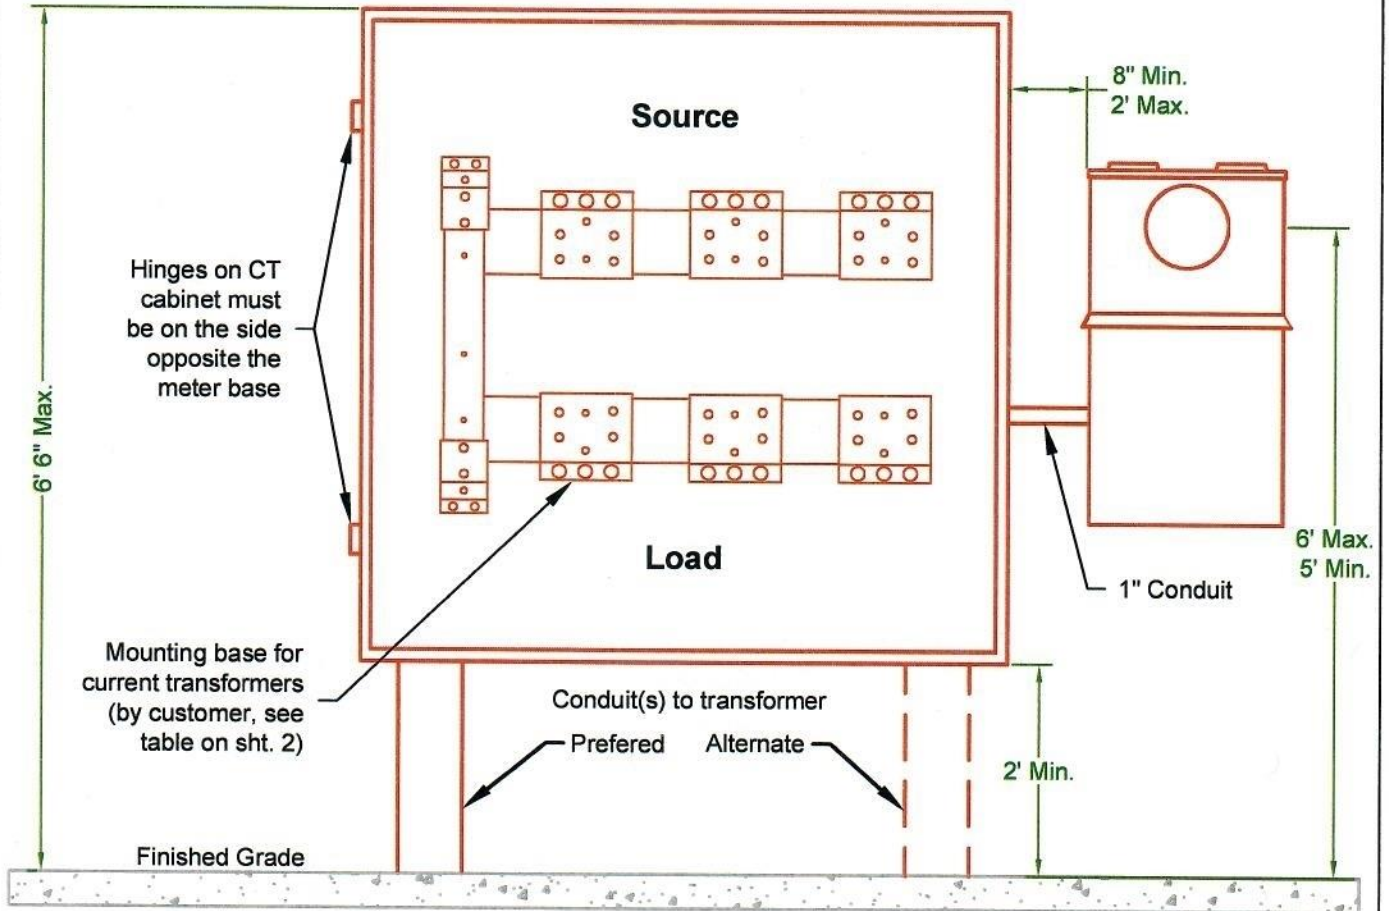 8" Min.
2' Max.
Source
Hinges on CT
cabinet must
be on the side
opposite the
meter base
6' 6" Max.
6' Max.
5' Min.
Load
1" Conduit
Mounting base for
current transformers
(by customer, see
table on sht. 2)
Conduit(s) to transformer
Prefered
Alternate
2' Min.
Finished Grade